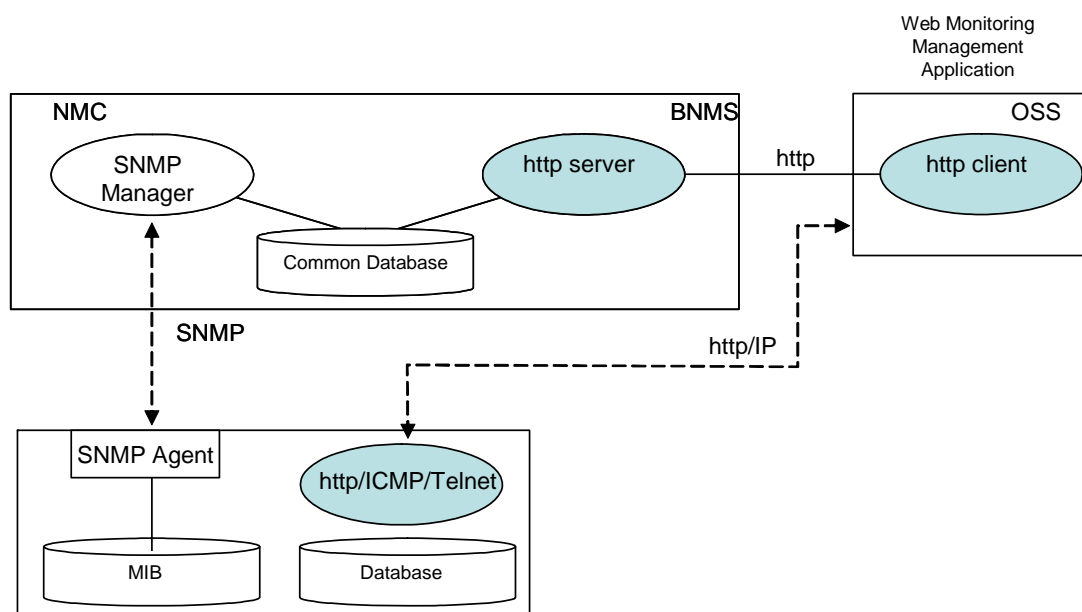 Web Monitoring
Management
Application
NMC
BNMS
OSS
SNMP
Manager
http server
http
http client
Common Database
SNMP
http/IP
SNMP Agent
http/ICMP/Telnet
MIB
Database